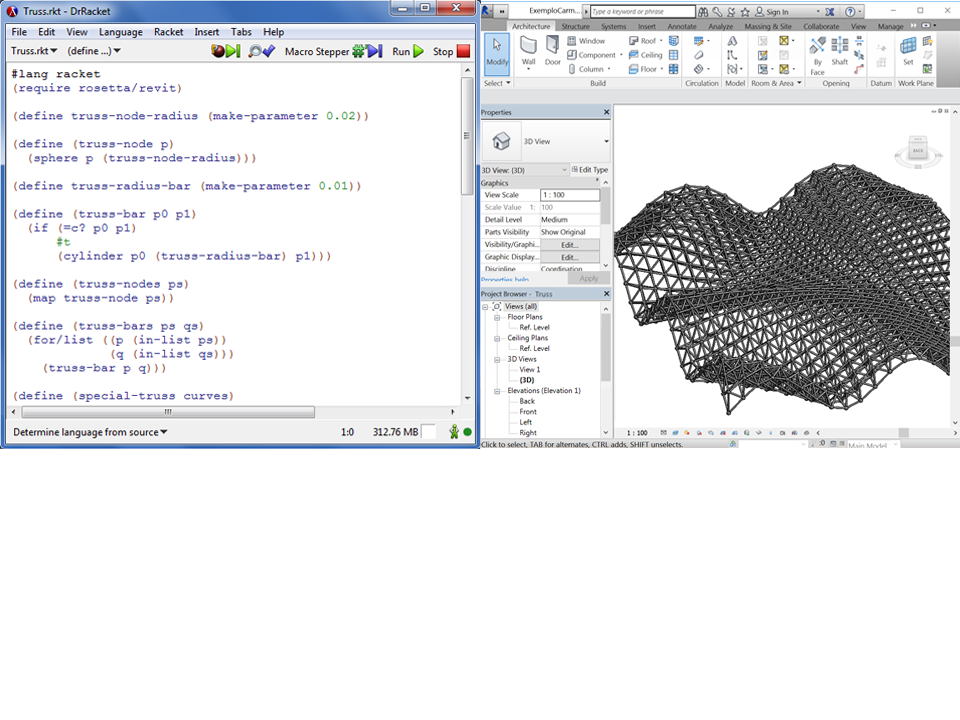 Truss.rkt - DrRacket
File Edit View Language Racket Insert Tabs Help
Truss.rkt (define ...) Macro Stepper Run Stop
#lang racket
(require rosetta/revit)
(define truss-node-radius (make-parameter 0.02))
(define (truss-node p)
(sphere p (truss-node-radius)))
(define truss-radius-bar (make-parameter 0.01))
(define (truss-bar p0 p1)
(if (=c? p0 p1)
#t
(cylinder p0 (truss-radius-bar) p1)))
(define (truss-nodes ps)
(map truss-node ps))
(define (truss-bars ps qs)
(for/list ((p (in-list ps))
(q (in-list qs)))
(truss-bar p q)))
(define (special-truss curves)
Determine language from source 1:0 312.76 MB
ExemploCarm... Type a keyword or phrase Sign In
Architecture Structure Systems Insert Annotate Analyze Massing & Site Collaborate View Manage
Modify Wall Door Window Component Column Roof Ceiling Floor By Face Shaft Set
Select Build Circulation Model Room & Area Opening Datum Work Plane
Properties
3D View
3D View: (3D) Edit Type
Graphics
View Scale 1 : 100
Scale Value 1: 100
Detail Level Medium
Parts Visibility Show Original
Visibility/Graphi... Edit...
Graphic Display... Edit...
Discipline Coordination
Properties help Apply
Project Browser - Truss
Views (all)
Floor Plans
Ref. Level
Ceiling Plans
Ref. Level
3D Views
View 1
(3D)
Elevations (Elevation 1)
Back
Front
Left
Right
BACK
1 : 100
Click to select, TAB for alternates, CTRL adds, SHIFT unselects. :0 Main Model